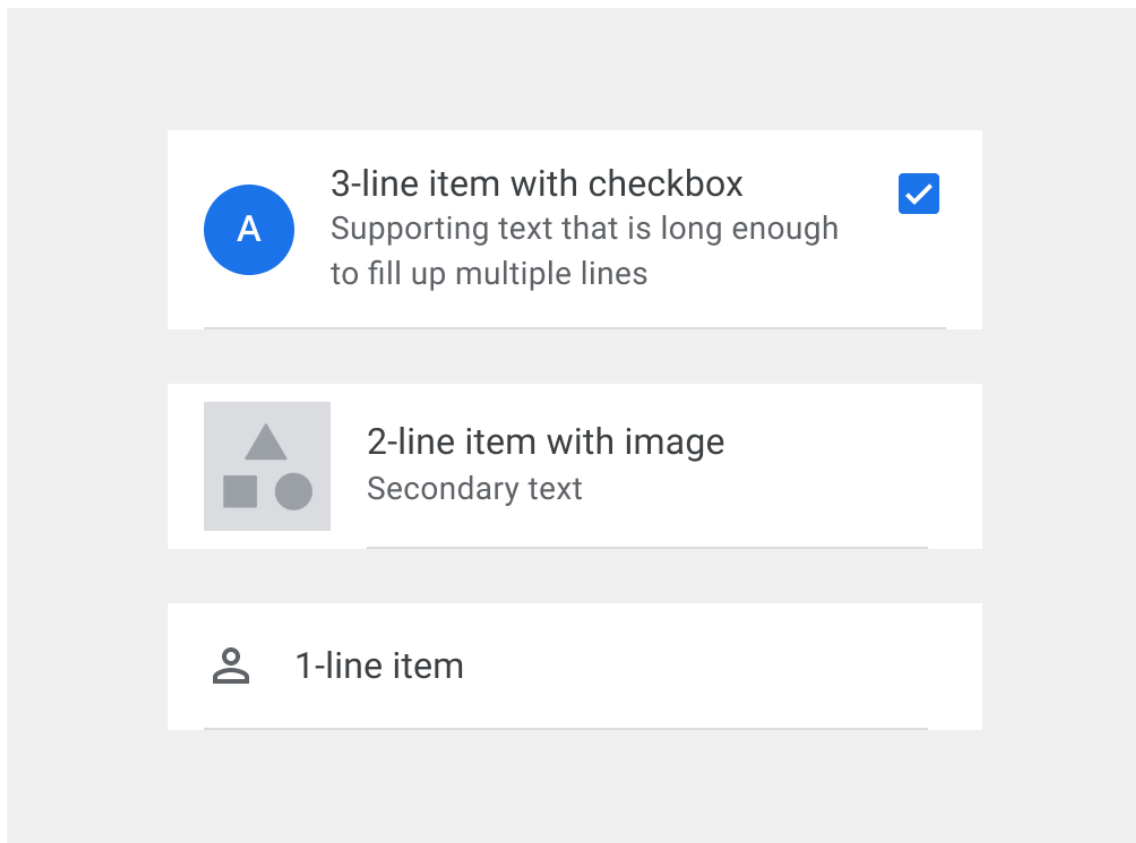 A
3-line item with checkbox
Supporting text that is long enough
to fill up multiple lines
2-line item with image
Secondary text
1-line item